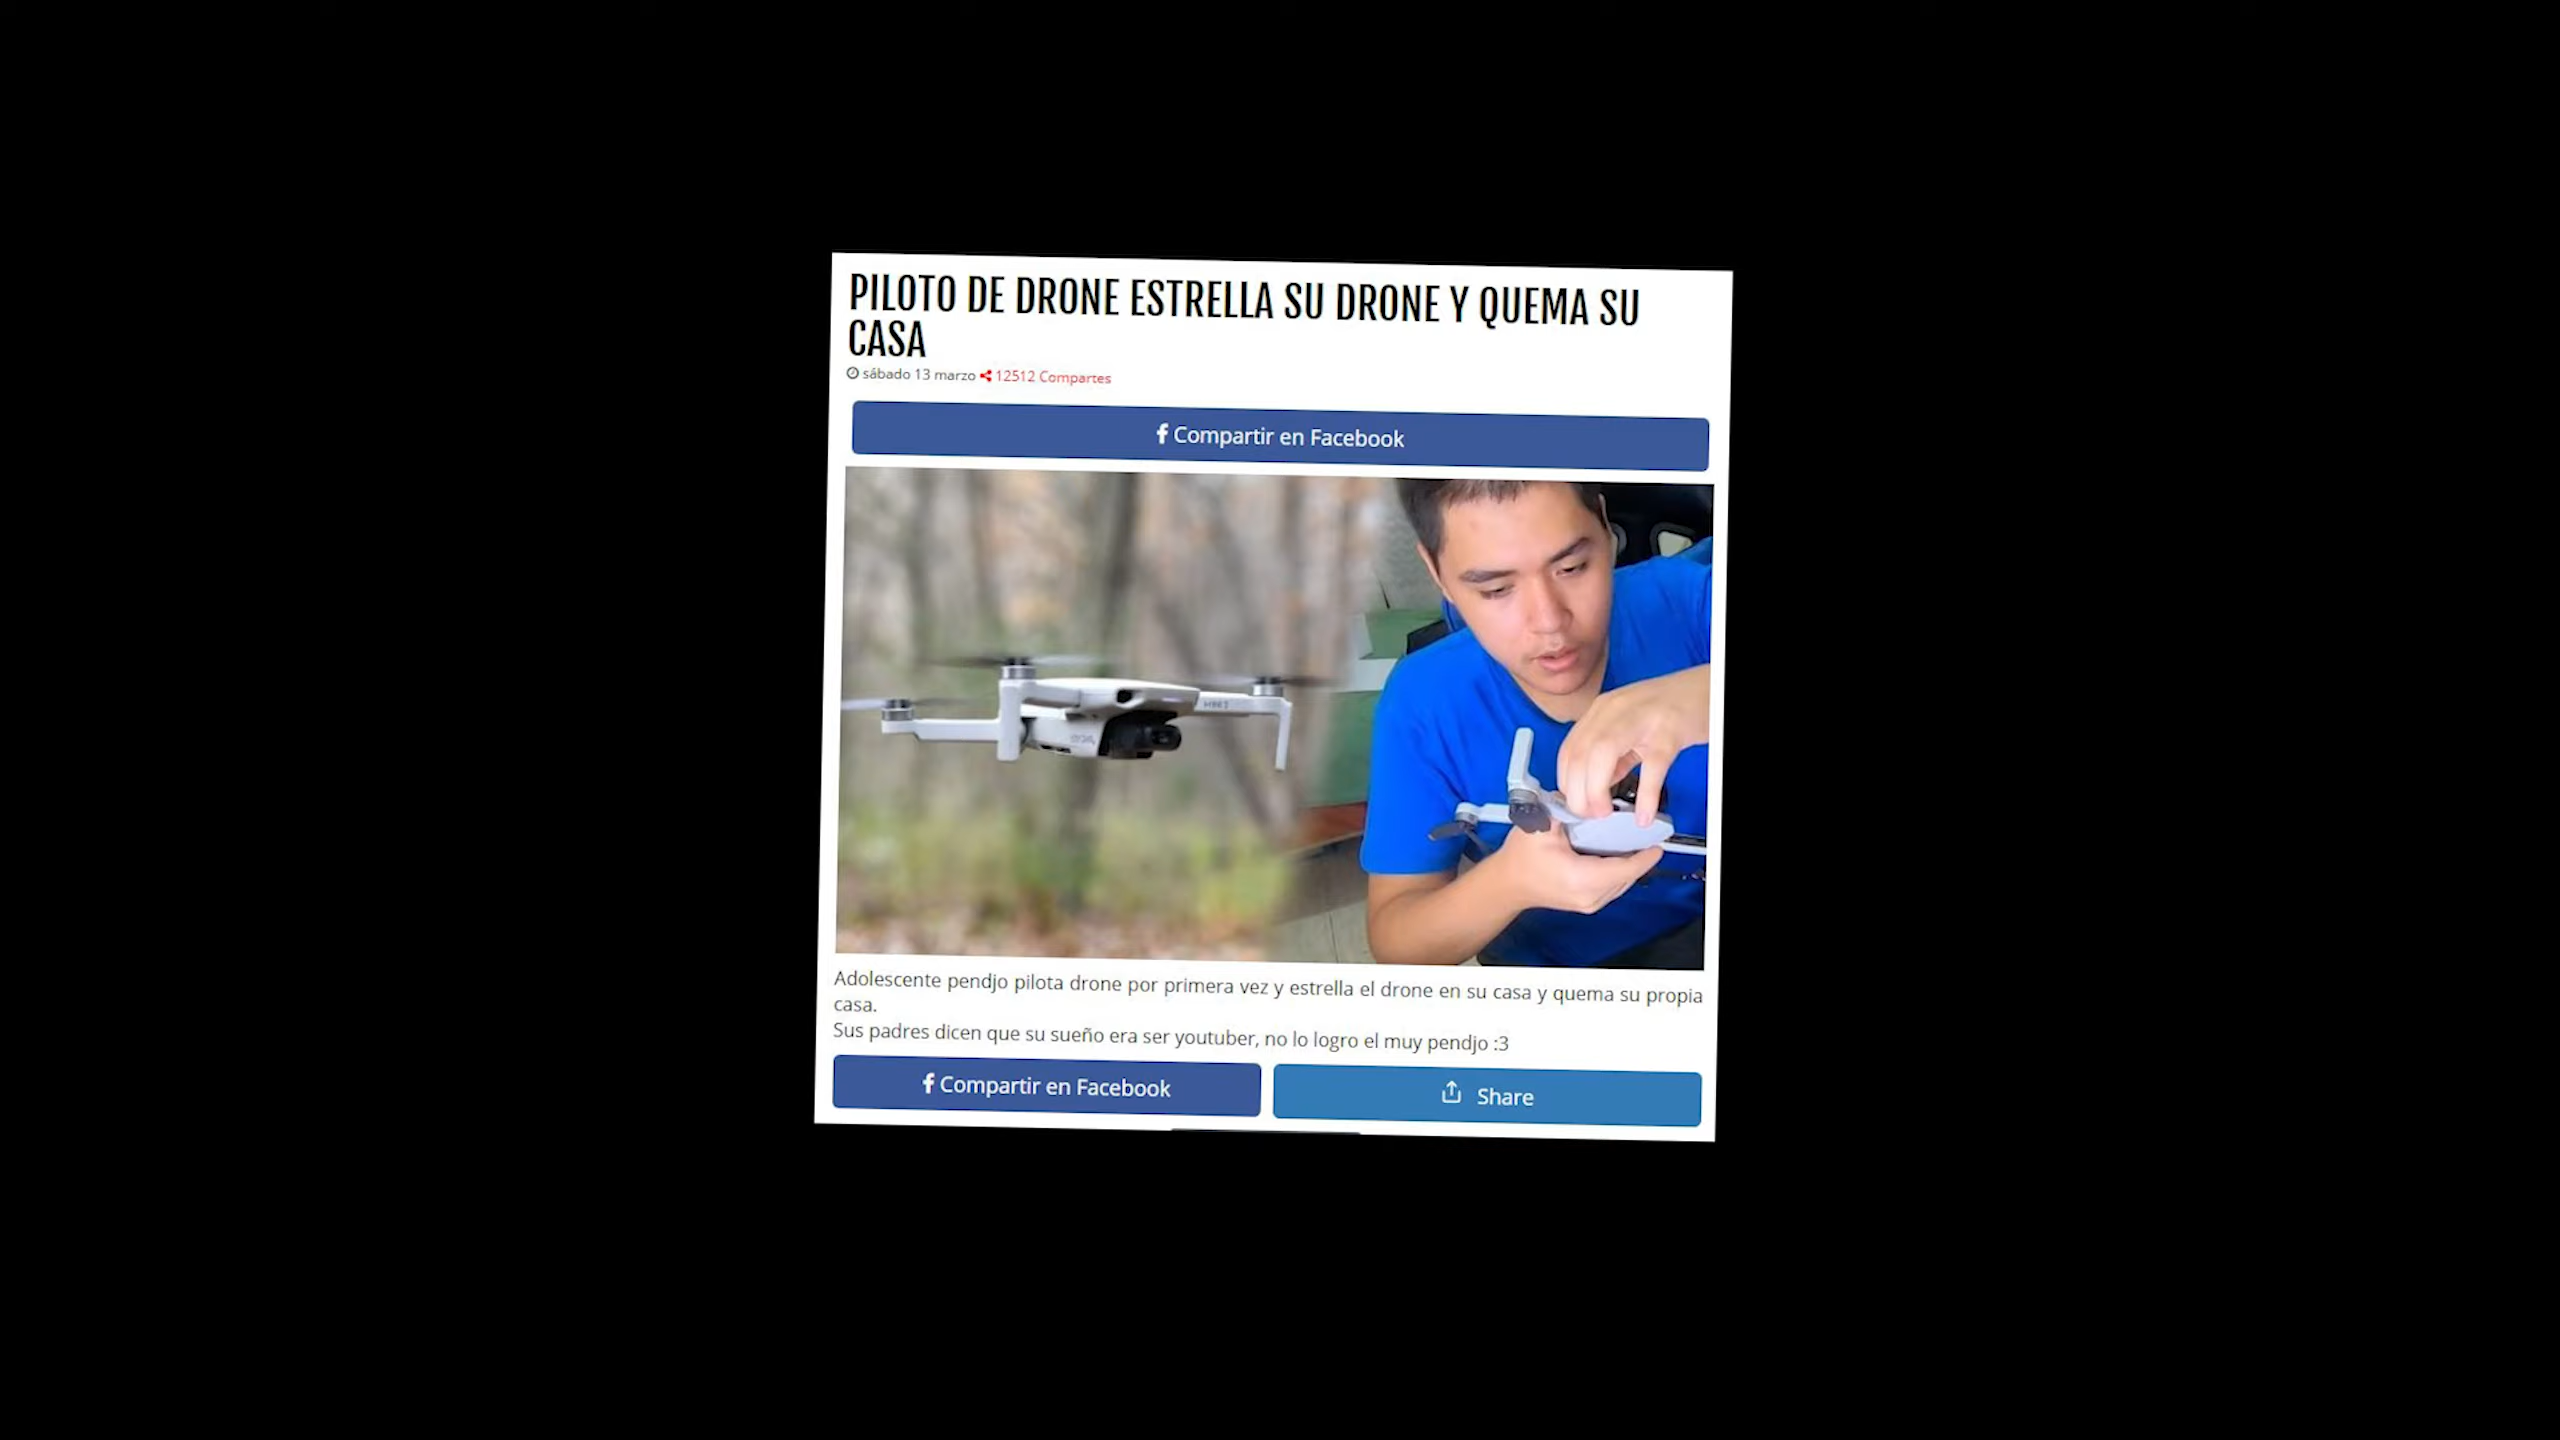 PILOTO DE DRONE ESTRELLA SU DRONE Y QUEMA SU
CASA
sábado 13 marzo 12512 Compartes
Compartir en Facebook
Adolescente pendjo pilota drone por primera vez y estrella el drone en su casa y quema su propia
casa.
Sus padres dicen que su sueño era ser youtuber, no lo logro el muy pendjo :3
Compartir en Facebook
Share